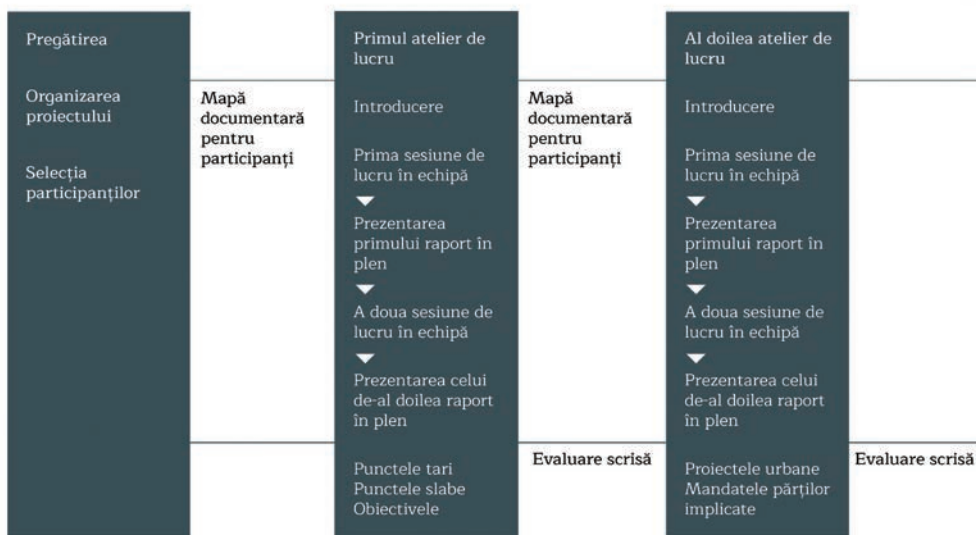 Pregătirea
Organizarea
proiectului
Selecția
participanților
Mapă
documentară
pentru
participanți
Primul atelier de
lucru
Introducere
Prima sesiune de
lucru în echipă
Prezentarea
primului raport în
plen
A doua sesiune de
lucru în echipă
Prezentarea celui
de-al doilea raport
în plen
Punctele tari
Punctele slabe
Obiectivele
Mapă
documentară
pentru
participanți
Evaluare scrisă
Al doilea atelier de
lucru
Introducere
Prima sesiune de
lucru în echipă
Prezentarea
primului raport în
plen
A doua sesiune de
lucru în echipă
Prezentarea celui
de-al doilea raport
în plen
Proiectele urbane
Mandatele părților
implicate
Evaluare scrisă